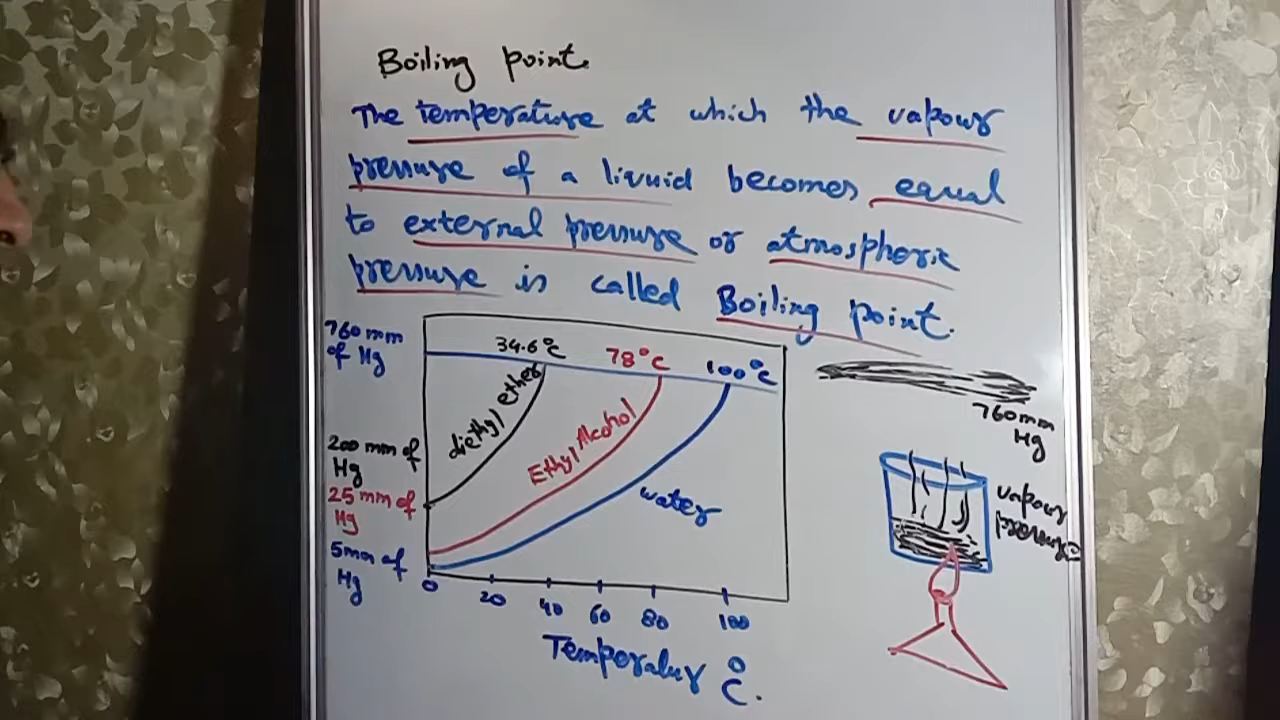 Boiling point.
The temperature at which the vapour
pressure of a liquid becomes equal
to external pressure or atmospheric
pressure is called Boiling point.
760 mm
of Hg
34.6°C
78°C
100°C
diethyl ether
Ethyl Alcohol
water
200 mm of
Hg
25 mm of
Hg
5mm of
Hg
0 20 40 60 80 100
Temperatur °C.
760mm
Hg
vapour
pressure